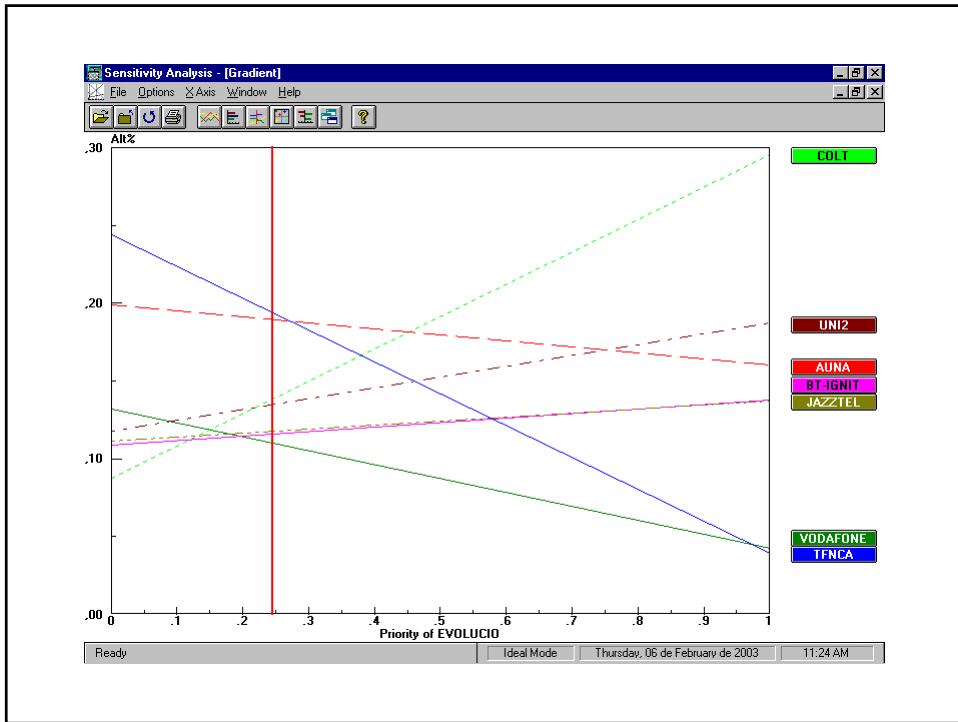 Sensitivity Analysis - [Gradient]
File Options X Axis Window Help
Alt%
,30
,20
,10
,00
0 .1 .2 .3 .4 .5 .6 .7 .8 .9 1
Priority of EVOLUCIO
COLT
UNI2
AUNA
BT-IGNIT
JAZZTEL
VODAFONE
TFNCA
Ready
Ideal Mode
Thursday, 06 de February de 2003
11:24 AM